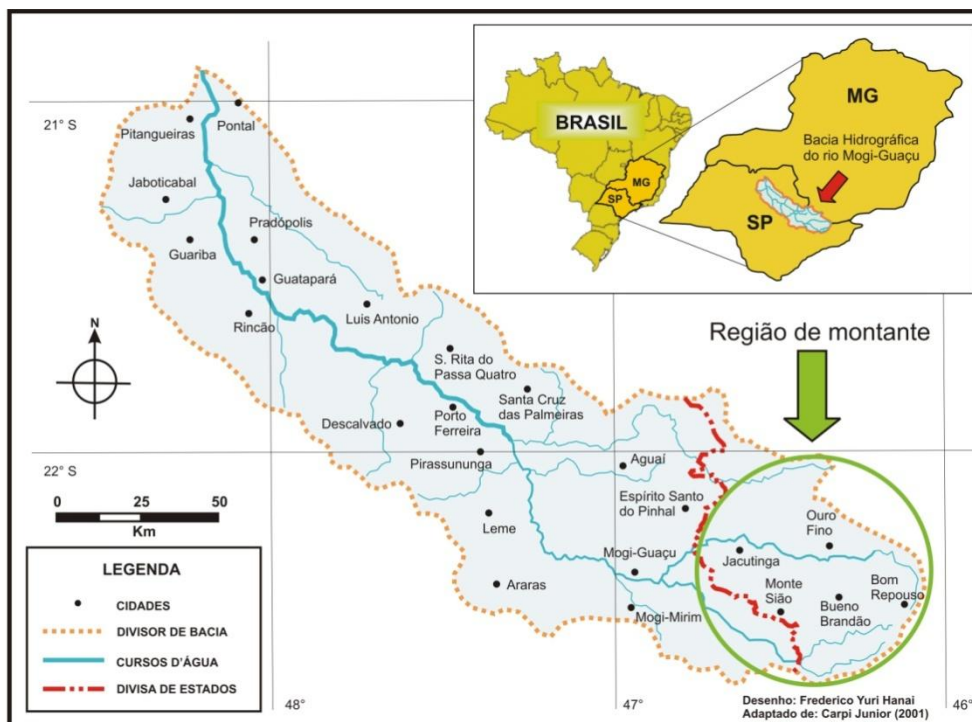 BRASIL
MG
SP
MG
Bacia Hidrográfica
do rio Mogi-Guaçu
SP
21° S
Pontal
Pitangueiras
Jaboticabal
Pradópolis
Guariba
Guatapará
Luis Antonio
Rincão
N
Região de montante
S. Rita do
Passa Quatro
Santa Cruz
das Palmeiras
Descalvado
Porto
Ferreira
22° S
Pirassununga
Aguaí
0 25 50
Km
Espírito Santo
do Pinhal
Leme
Ouro
Fino
Mogi-Guaçu
Jacutinga
Araras
Monte
Sião
Bom
Repouso
Bueno
Brandão
Mogi-Mirim
LEGENDA
CIDADES
DIVISOR DE BACIA
CURSOS D'ÁGUA
DIVISA DE ESTADOS
48°
47°
46°
Desenho: Frederico Yuri Hanai
Adaptado de: Carpi Junior (2001)